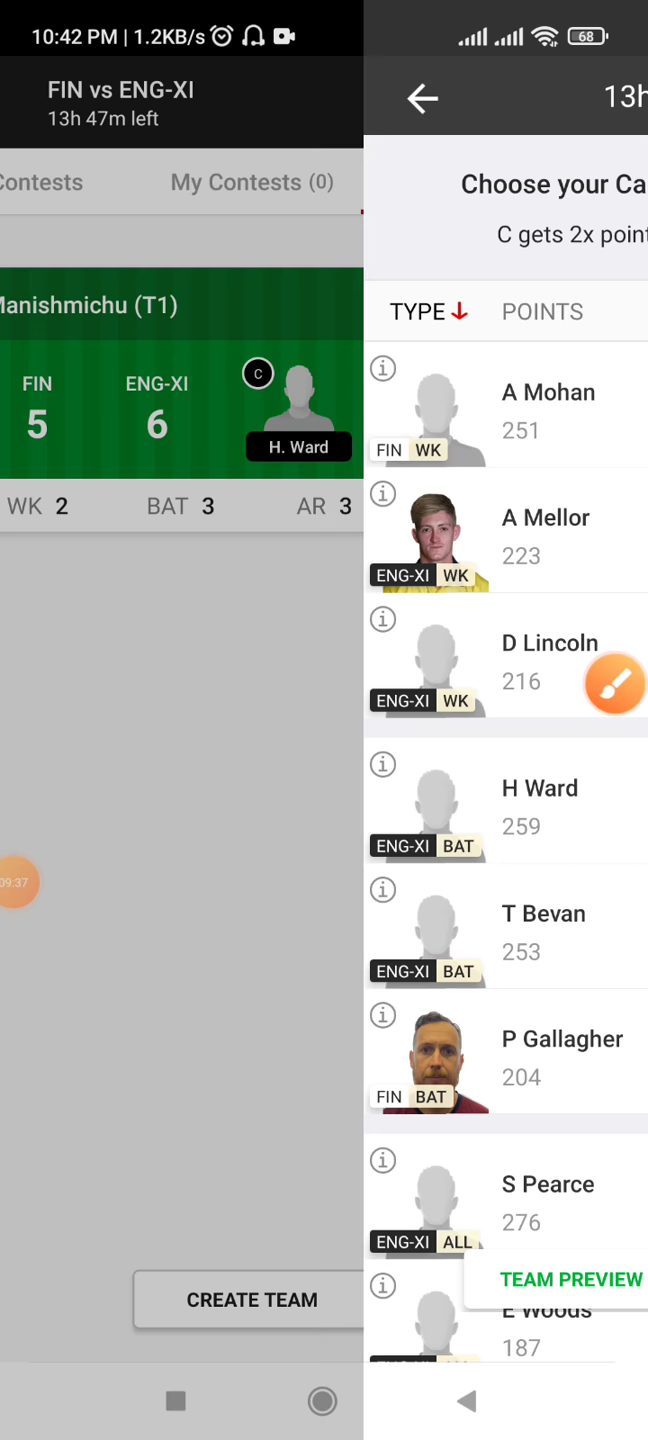 10:42 PM | 1.2KB/s
68
FIN vs ENG-XI
13h 47m left
Contests
My Contests (0)
Manishmichu (T1)
FIN
5
ENG-XI
6
C
H. Ward
WK 2
BAT 3
AR 3
09:37
CREATE TEAM
13h
Choose your Ca
C gets 2x point
TYPE
POINTS
A Mohan
251
FIN WK
A Mellor
223
ENG-XI WK
D Lincoln
216
ENG-XI WK
H Ward
259
ENG-XI BAT
T Bevan
253
ENG-XI BAT
P Gallagher
204
FIN BAT
S Pearce
276
ENG-XI ALL
TEAM PREVIEW
E Woods
187